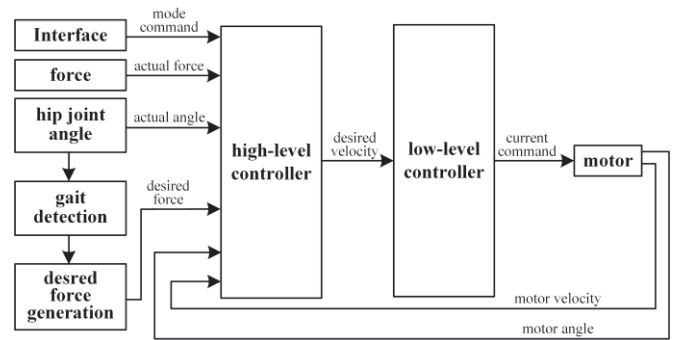 Interface
mode
command
force
actual force
hip joint
angle
actual angle
gait
detection
desired
force
desred
force
generation
high-level
controller
desired
velocity
low-level
controller
current
command
motor
motor velocity
motor angle